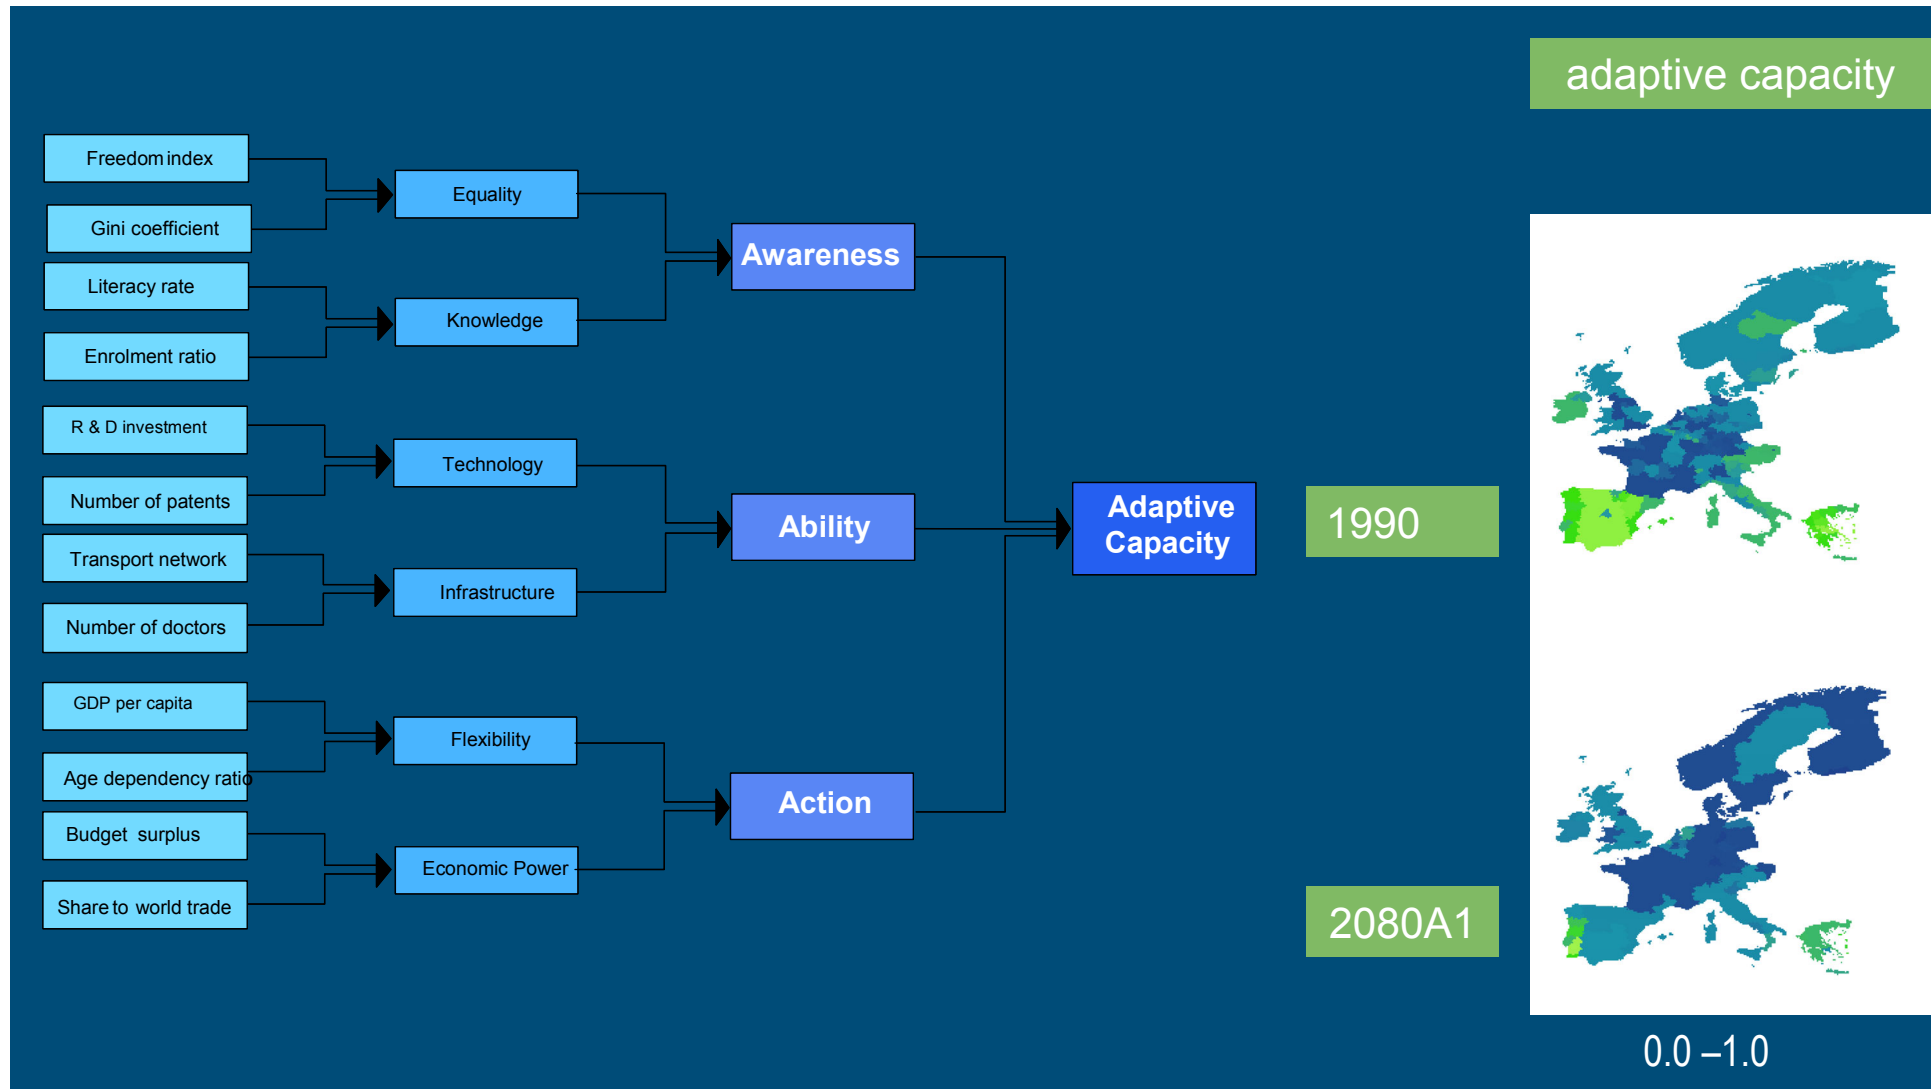 adaptive capacity
Freedom index
Gini coefficient
Literacy rate
Enrolment ratio
R & D investment
Number of patents
Transport network
Number of doctors
GDP per capita
Age dependency ratio
Budget surplus
Share to world trade
Equality
Knowledge
Technology
Infrastructure
Flexibility
Economic Power
Awareness
Ability
Action
Adaptive
Capacity
1990
2080A1
0.0 –1.0